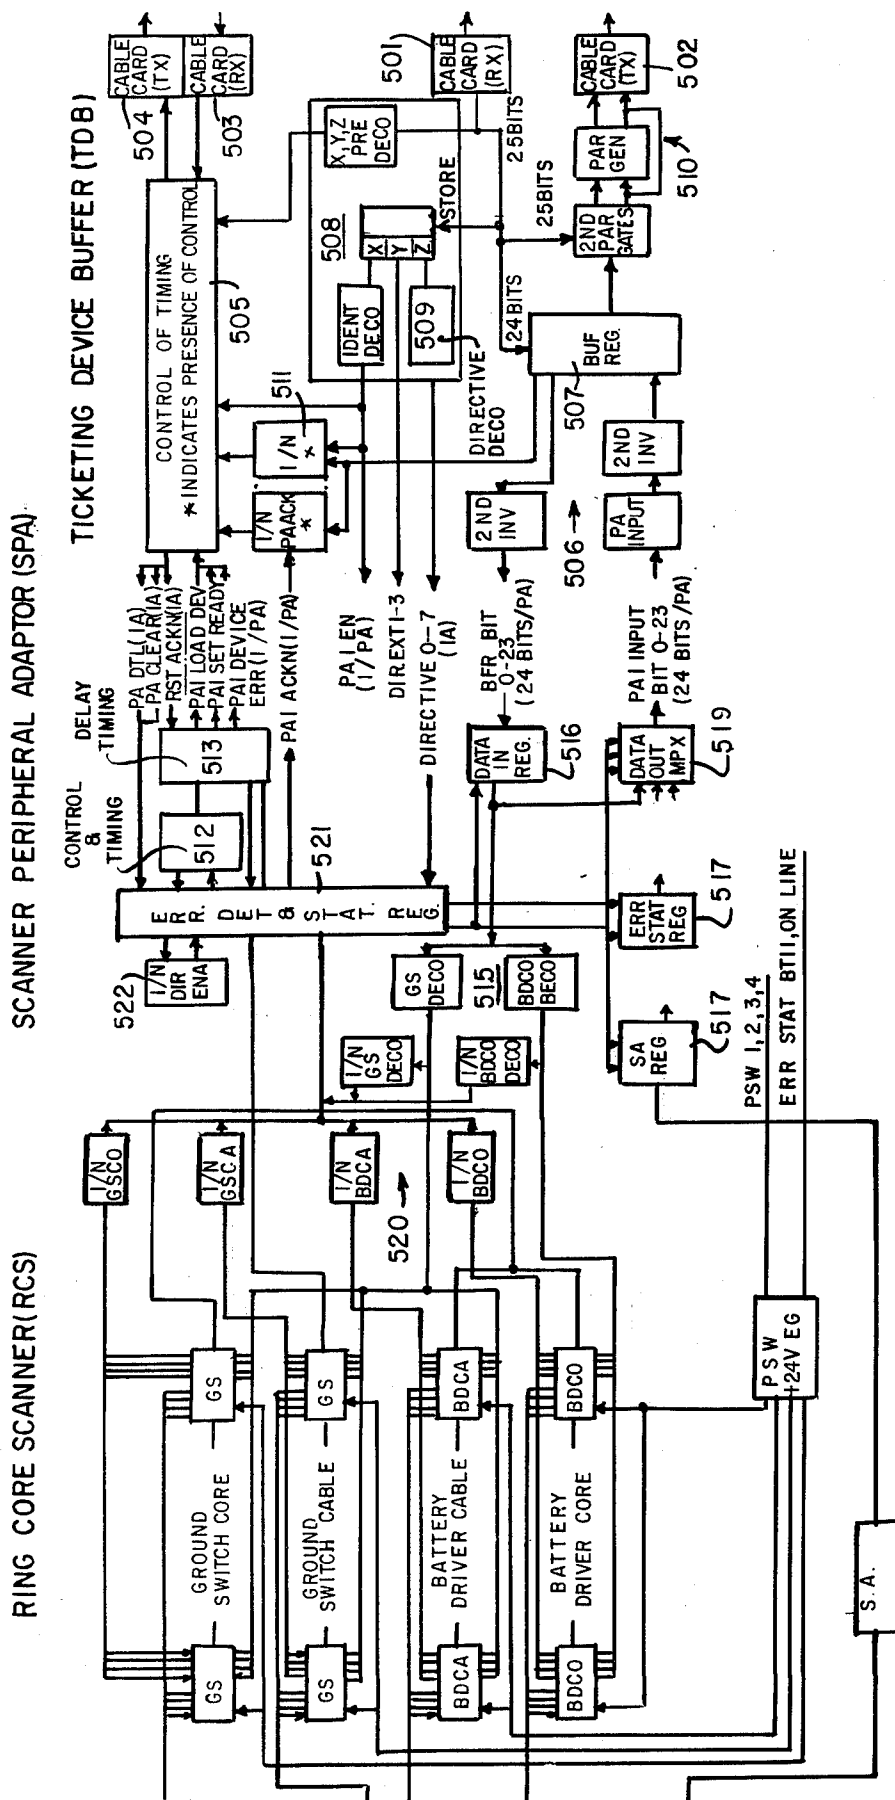 RING CORE SCANNER(RCS)
SCANNER PERIPHERAL ADAPTOR (SPA)
TICKETING DEVICE BUFFER (TDB)
504
CABLE
CARD
(TX)
CABLE
CARD
(RX)
503
CONTROL OF TIMING
* INDICATES PRESENCE OF CONTROL
505
X,Y,Z
PRE
DECO
501
CABLE
CARD
(RX)
25BITS
508
X
Y
Z
STORE
IDENT
DECO
509
DIRECTIVE
DECO
24BITS
25BITS
2ND
PAR
GATES
PAR
GEN
510
CABLE
CARD
(TX)
502
BUF
REG.
507
511
I/N
*
I/N
PAACK
*
2ND
INV
506
PA
INPUT
2ND
INV
PA DTL(IA)
PA CLEAR(IA)
RST ACKN(IA)
PAI LOAD DEV
PAI SET READY
PAI DEVICE
ERR(I/PA)
PAI ACKN(I/PA)
PAI EN
(I/PA)
DIREXTI-3
DIRECTIVE 0-7
(IA)
BFR BIT
0-23
(24 BITS/PA)
PAI INPUT
BIT 0-23
(24 BITS/PA)
DELAY
TIMING
513
CONTROL
&
TIMING
512
521
ERR. DET & STAT. REG.
522
I/N
DIR
ENA
DATA
IN
REG.
516
DATA
OUT
MPX
519
ERR
STAT
REG
517
GS
DECO
515
BDCO
BECO
SA
REG
517
I/N
GS
DECO
I/N
BDCO
DECO
PSW 1,2,3,4
ERR STAT BTII,ON LINE
I/N
GSCO
I/N
GSCA
I/N
BDCA
I/N
BDCO
520
GS
GROUND
SWITCH CORE
GS
GS
GROUND
SWITCH CABLE
GS
BDCA
BATTERY
DRIVER CABLE
BDCA
BDCO
BATTERY
DRIVER CORE
BDCO
PSW
+24V EG
S.A.